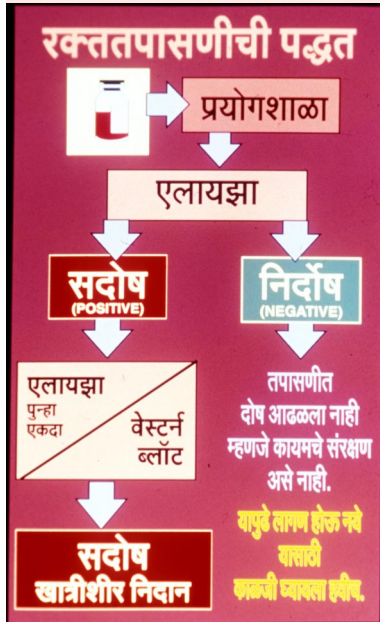 रक्ततपासणीची पद्धत
प्रयोगशाळा
एलायझा
सदोष
(POSITIVE)
निर्दोष
(NEGATIVE)
एलायझा
पुन्हा
एकदा
वेस्टर्न
ब्लॉट
तपासणीत
दोष आढळला नाही
म्हणजे कायमचे संरक्षण
असे नाही.
यापुढे लागण होऊ नये
यासाठी
काळजी घ्यायला हवीच.
सदोष
खात्रीशीर निदान